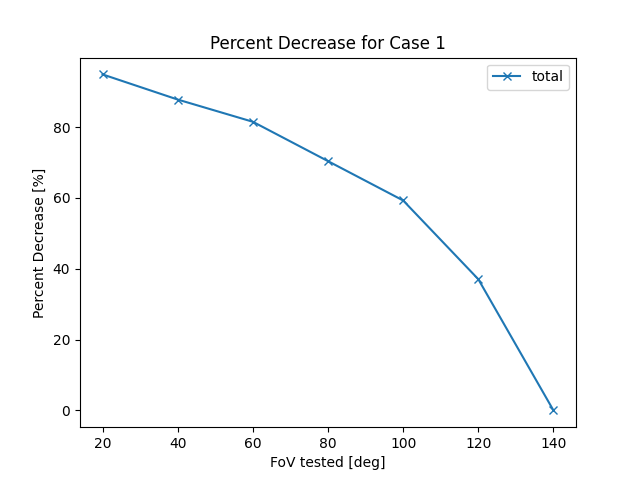 Percent Decrease for Case 1
total
Percent Decrease [%]
80
60
40
20
0
20 40 60 80 100 120 140
FoV tested [deg]